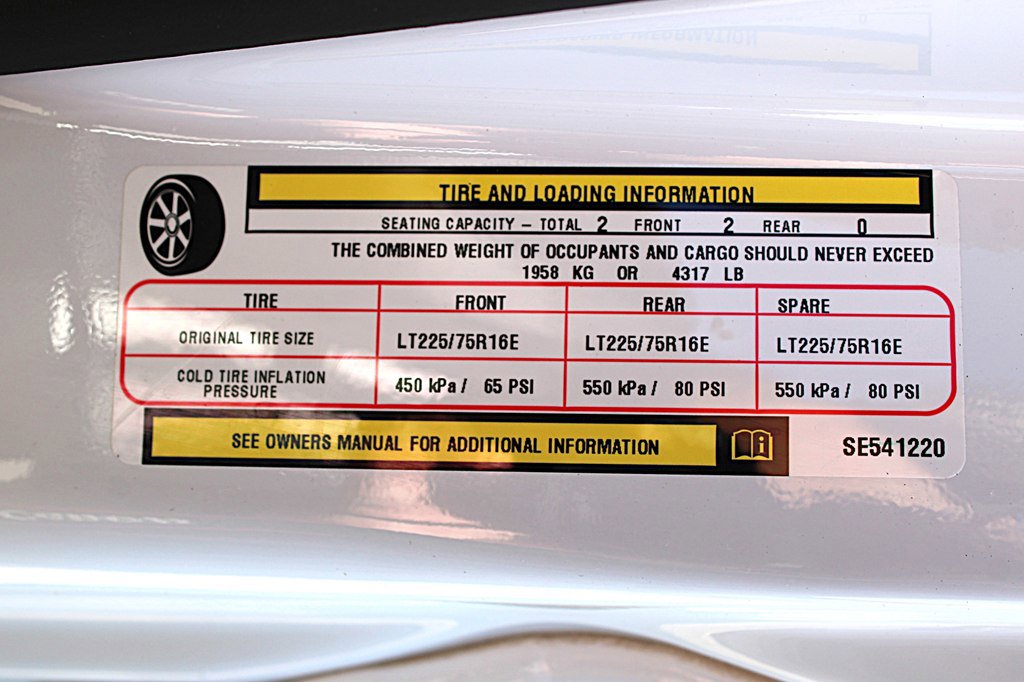 TIRE AND LOADING INFORMATION
SEATING CAPACITY – TOTAL 2 FRONT 2 REAR 0
THE COMBINED WEIGHT OF OCCUPANTS AND CARGO SHOULD NEVER EXCEED
1958 KG OR 4317 LB
TIRE FRONT REAR SPARE
ORIGINAL TIRE SIZE LT225/75R16E LT225/75R16E LT225/75R16E
COLD TIRE INFLATION
PRESSURE 450 kPa / 65 PSI 550 kPa / 80 PSI 550 kPa / 80 PSI
SEE OWNERS MANUAL FOR ADDITIONAL INFORMATION
SE541220